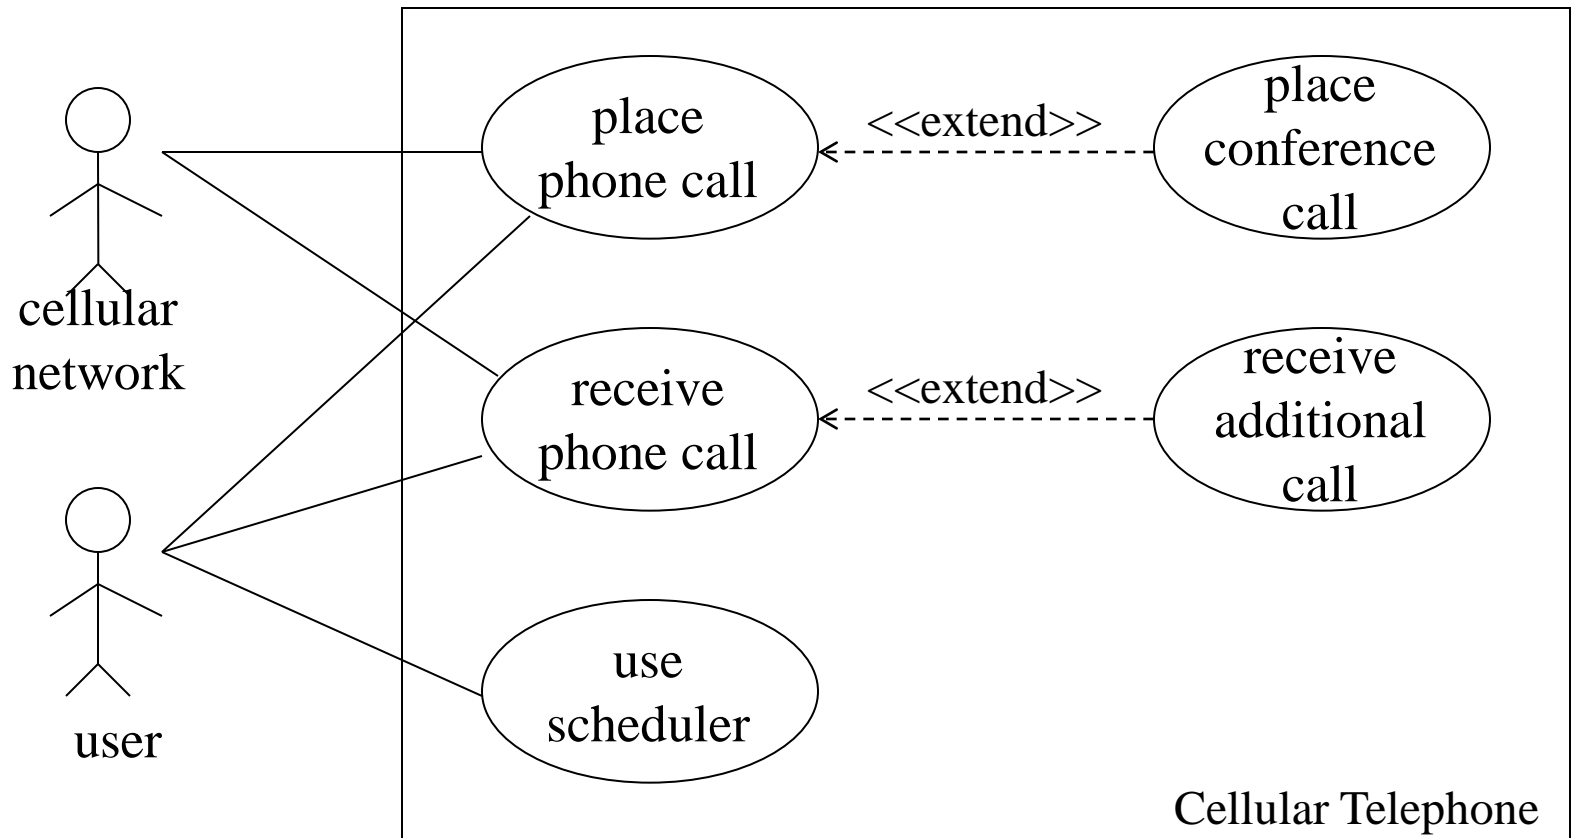 place
phone call
<<extend>>
place
conference
call
cellular
network
receive
phone call
<<extend>>
receive
additional
call
user
use
scheduler
Cellular Telephone